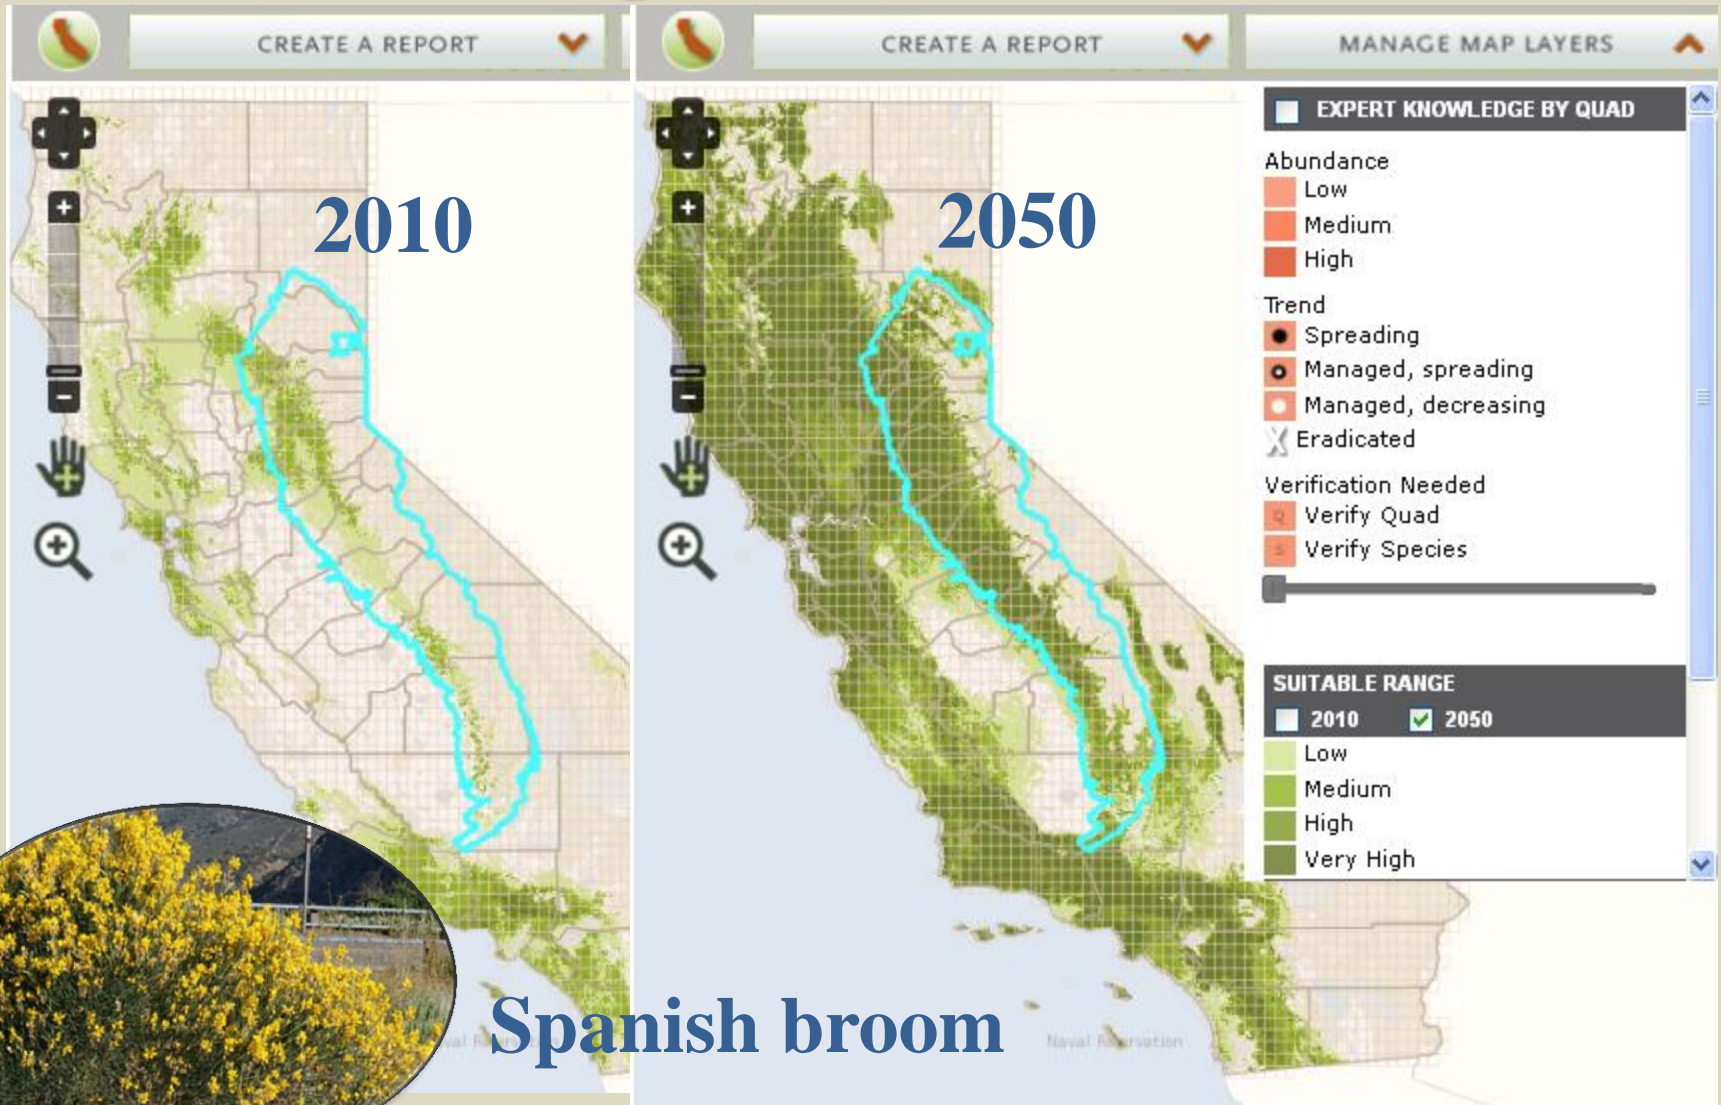 CREATE A REPORT
CREATE A REPORT
MANAGE MAP LAYERS
2010
2050
EXPERT KNOWLEDGE BY QUAD
Abundance
Low
Medium
High
Trend
Spreading
Managed, spreading
Managed, decreasing
X Eradicated
Verification Needed
Q Verify Quad
S Verify Species
SUITABLE RANGE
2010 2050
Low
Medium
High
Very High
Spanish broom
Naval Reservation